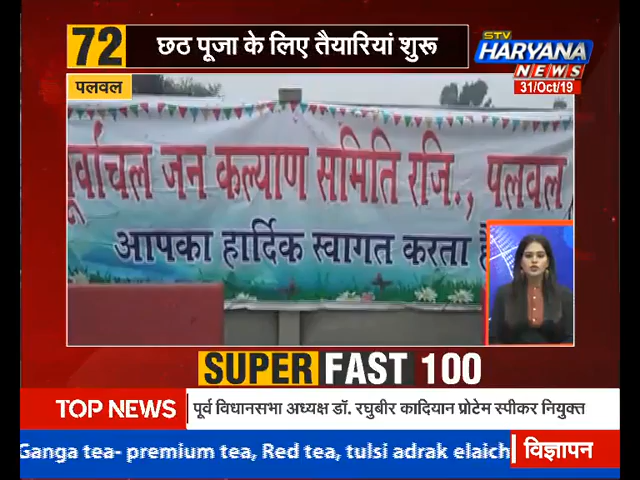 72 छठ पूजा के लिए तैयारियां शुरू
STV
HARYANA
NEWS
31/Oct/19
पलवल
पूर्वांचल जन कल्याण समिति रजि., पलवल
आपका हार्दिक स्वागत करता
SUPER FAST 100
TOP NEWS
पूर्व विधानसभा अध्यक्ष डॉ. रघुबीर कादियान प्रोटेम स्पीकर नियुक्त
Ganga tea- premium tea, Red tea, tulsi adrak elaich
विज्ञापन